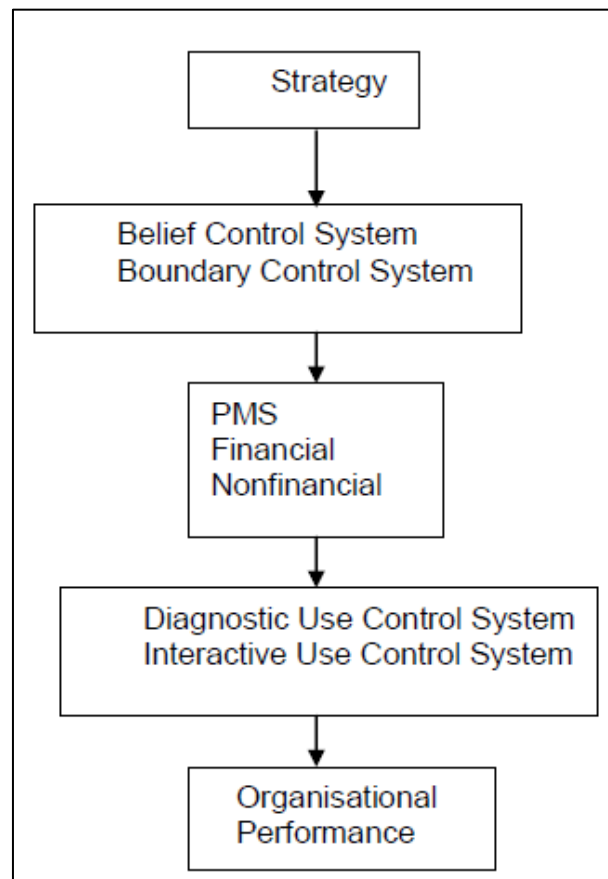 Strategy
Belief Control System
Boundary Control System
PMS
Financial
Nonfinancial
Diagnostic Use Control System
Interactive Use Control System
Organisational
Performance